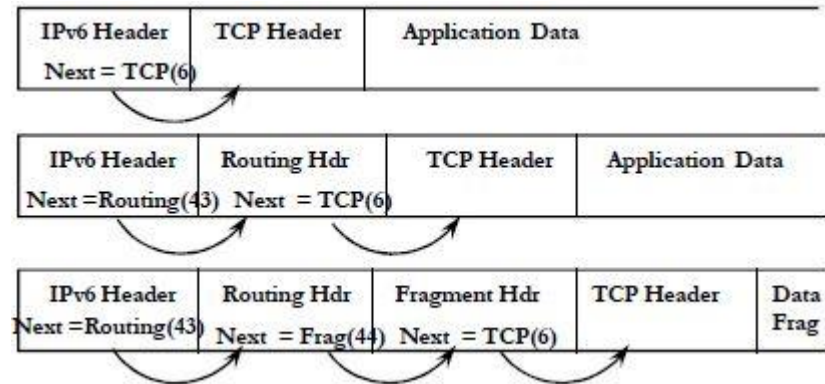 IPv6 Header TCP Header Application Data
Next = TCP(6)
IPv6 Header Routing Hdr TCP Header Application Data
Next =Routing(43) Next = TCP(6)
IPv6 Header Routing Hdr Fragment Hdr TCP Header Data
Next =Routing(43) Next = Frag(44) Next = TCP(6) Frag